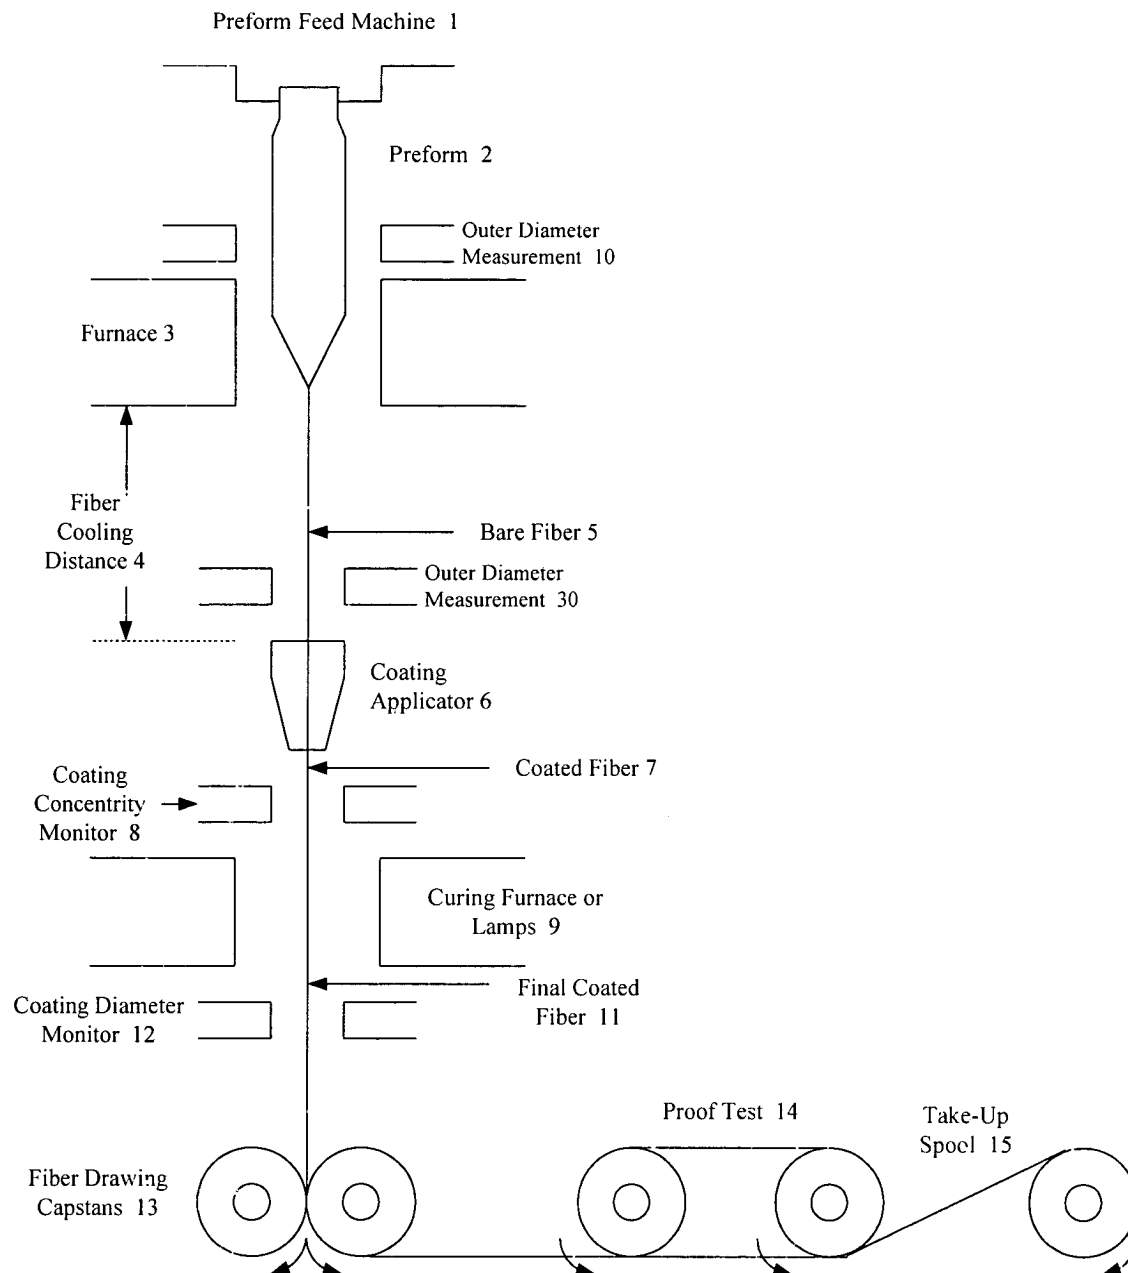 Preform Feed Machine 1
Preform 2
Outer Diameter
Measurement 10
Furnace 3
Fiber
Cooling
Distance 4
Bare Fiber 5
Outer Diameter
Measurement 30
Coating
Applicator 6
Coated Fiber 7
Coating
Concentrity
Monitor 8
Curing Furnace or
Lamps 9
Final Coated
Fiber 11
Coating Diameter
Monitor 12
Proof Test 14
Take-Up
Spool 15
Fiber Drawing
Capstans 13